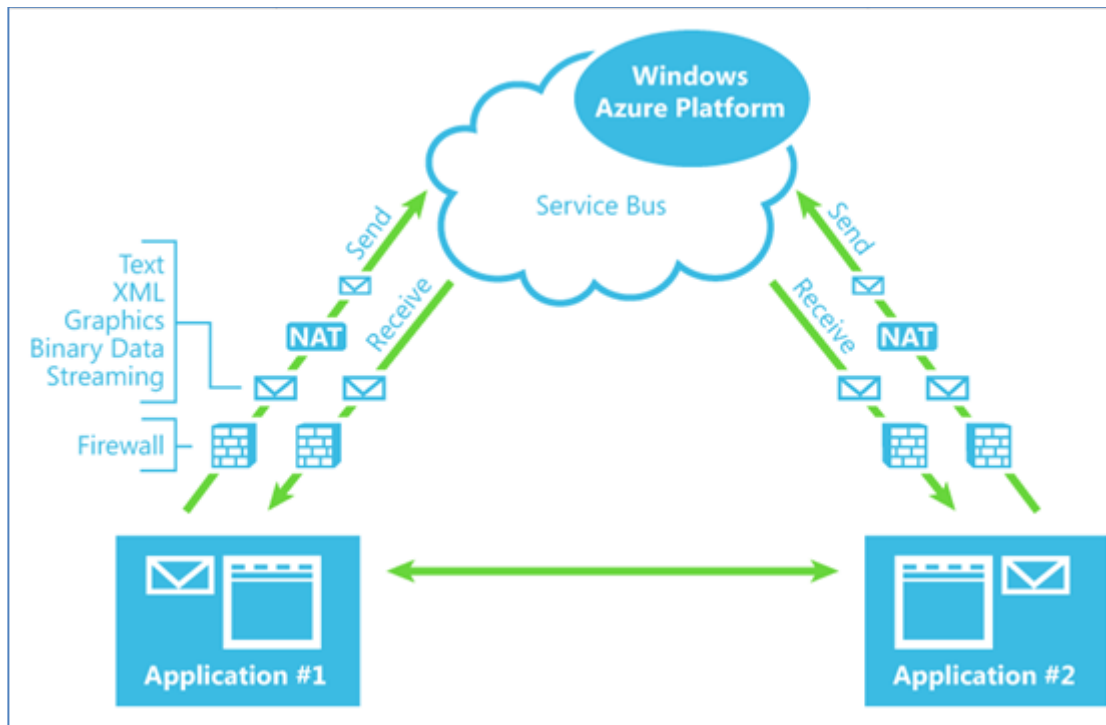 Windows
Azure Platform
Service Bus
Send
Send
Text
XML
Graphics
Binary Data
Streaming
Receive
Receive
NAT
NAT
Firewall
Application #1
Application #2